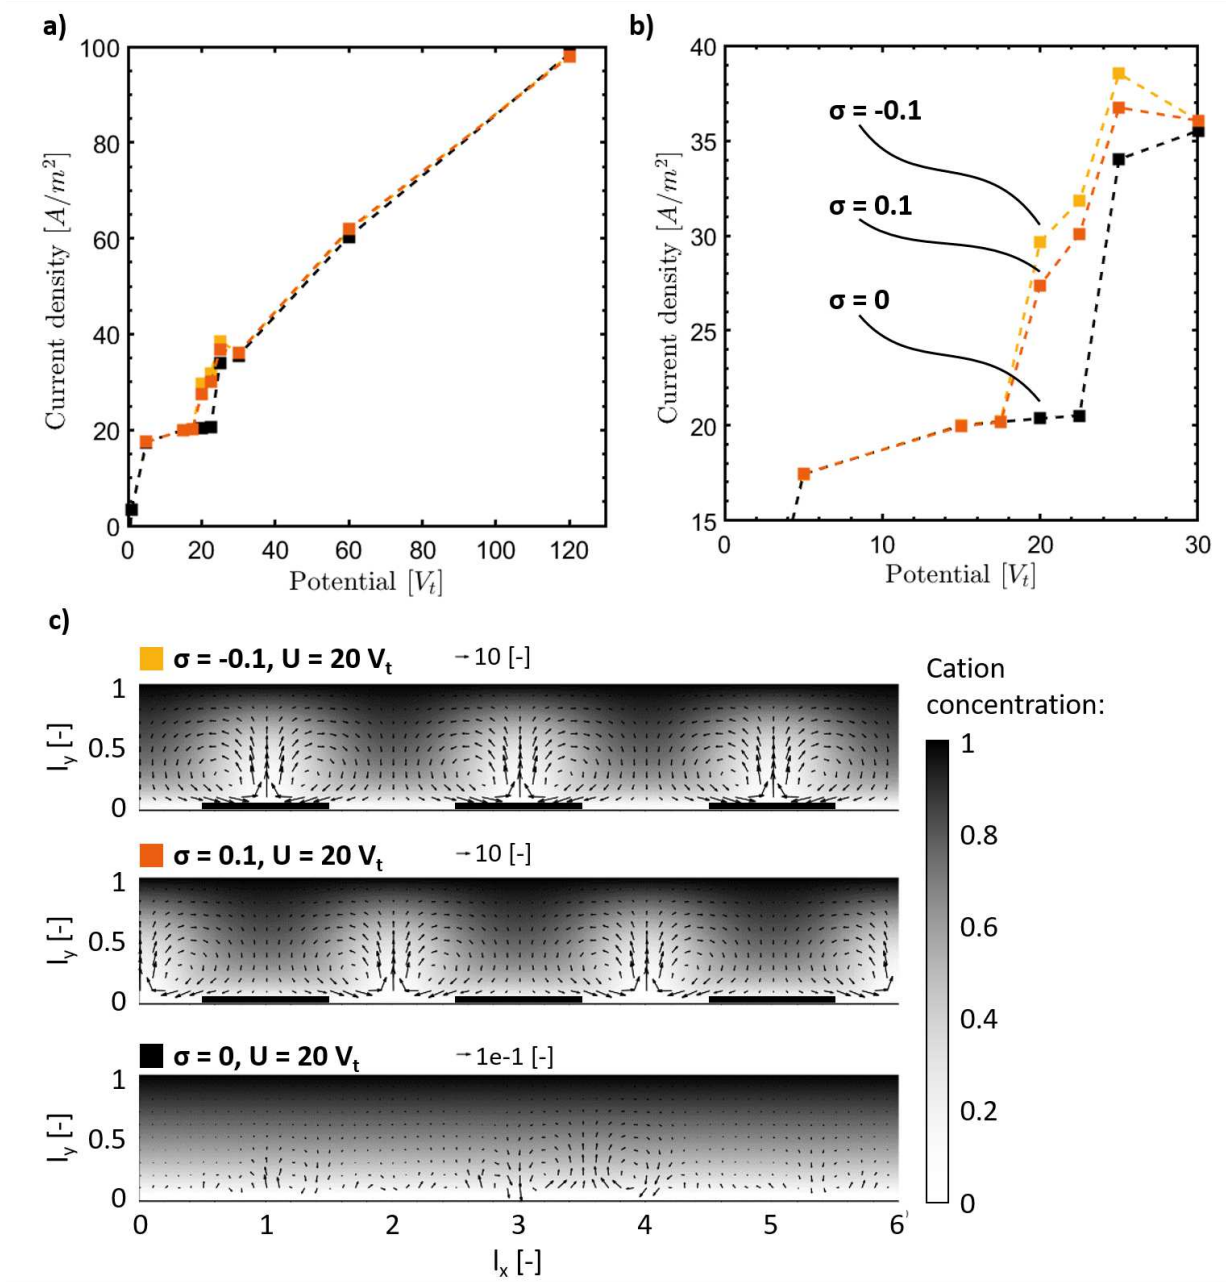 a)
100
80
60
40
20
0
Current density [A/m²]
0 20 40 60 80 100 120
Potential [Vₜ]
b)
40
35
30
25
20
15
Current density [A/m²]
σ = -0.1
σ = 0.1
σ = 0
0 10 20 30
Potential [Vₜ]
c)
σ = -0.1, U = 20 Vₜ → 10 [-]
1
0.5
0
l_y [-]
σ = 0.1, U = 20 Vₜ → 10 [-]
1
0.5
0
l_y [-]
σ = 0, U = 20 Vₜ → 1e-1 [-]
1
0.5
0
l_y [-]
0 1 2 3 4 5 6
lₓ [-]
Cation
concentration:
1
0.8
0.6
0.4
0.2
0